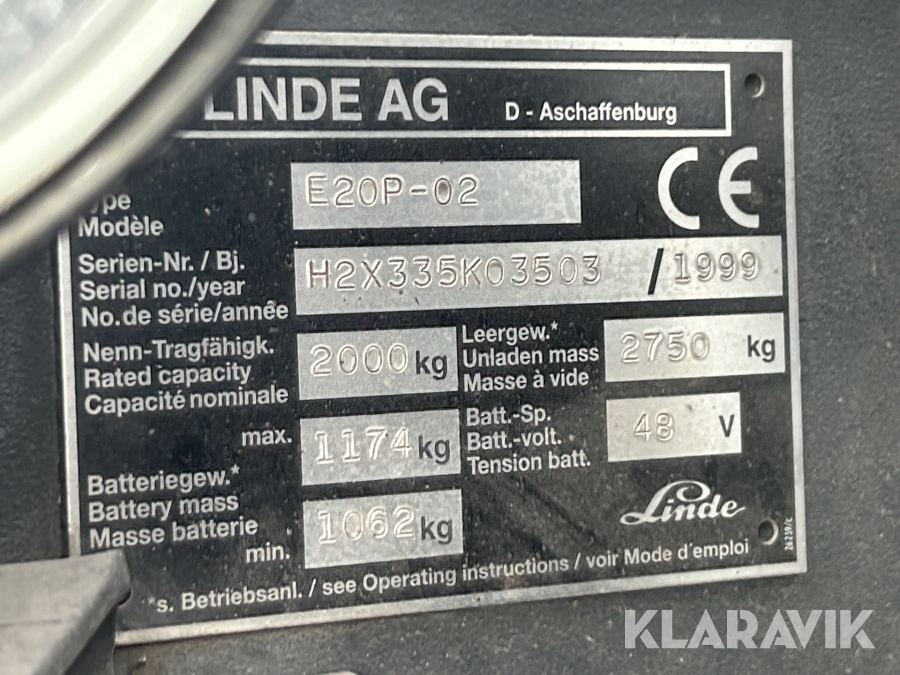 LINDE AG D - Aschaffenburg
Modèle
E20P-02
CE
Serien-Nr. / Bj.
Serial no./year
No. de série/année
H2X335K03503 / 1999
Nenn-Tragfähigk.
Rated capacity
Capacité nominale
2000 kg
Leergew.*
Unladen mass
Masse à vide
2750 kg
max. 1174 kg
Batteriegew.*
Battery mass
Masse batterie
min. 1062 kg
Batt.-Sp.
Batt.-volt.
Tension batt.
48 V
Linde
*s. Betriebsanl. / see Operating instructions / voir Mode d´emploi
KLARAVIK